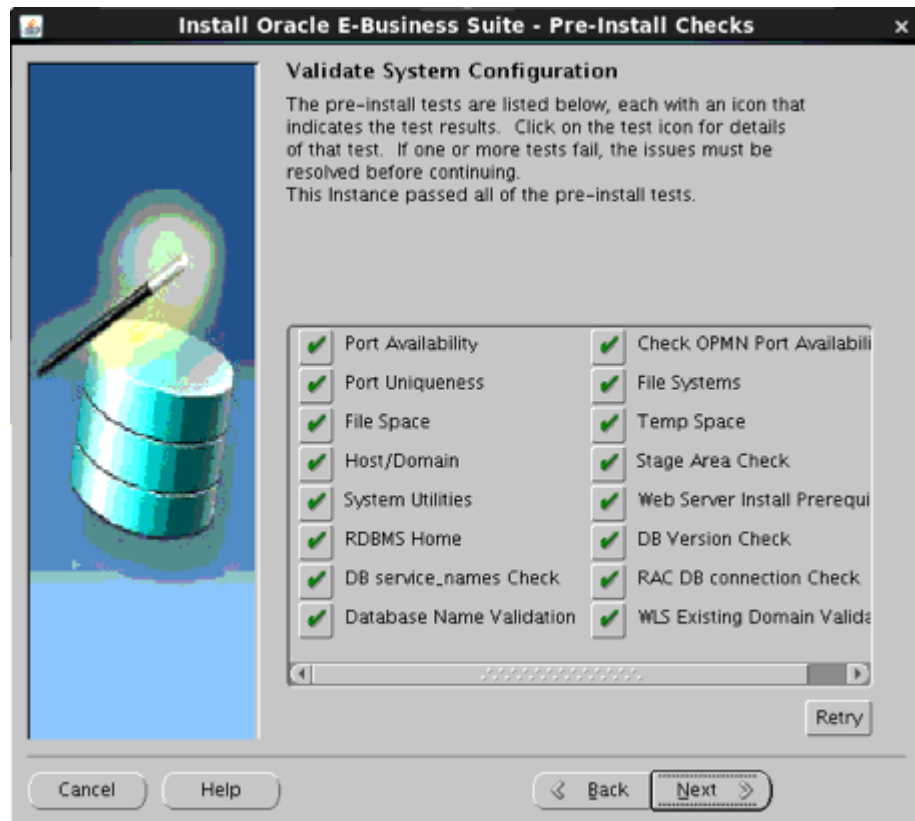 Install Oracle E-Business Suite - Pre-Install Checks
Validate System Configuration
The pre-install tests are listed below, each with an icon that
indicates the test results. Click on the test icon for details
of that test. If one or more tests fail, the issues must be
resolved before continuing.
This Instance passed all of the pre-install tests.
Port Availability
Check OPMN Port Availabili
Port Uniqueness
File Systems
File Space
Temp Space
Host/Domain
Stage Area Check
System Utilities
Web Server Install Prerequi
RDBMS Home
DB Version Check
DB service_names Check
RAC DB connection Check
Database Name Validation
WLS Existing Domain Valida
Retry
Cancel
Help
Back
Next